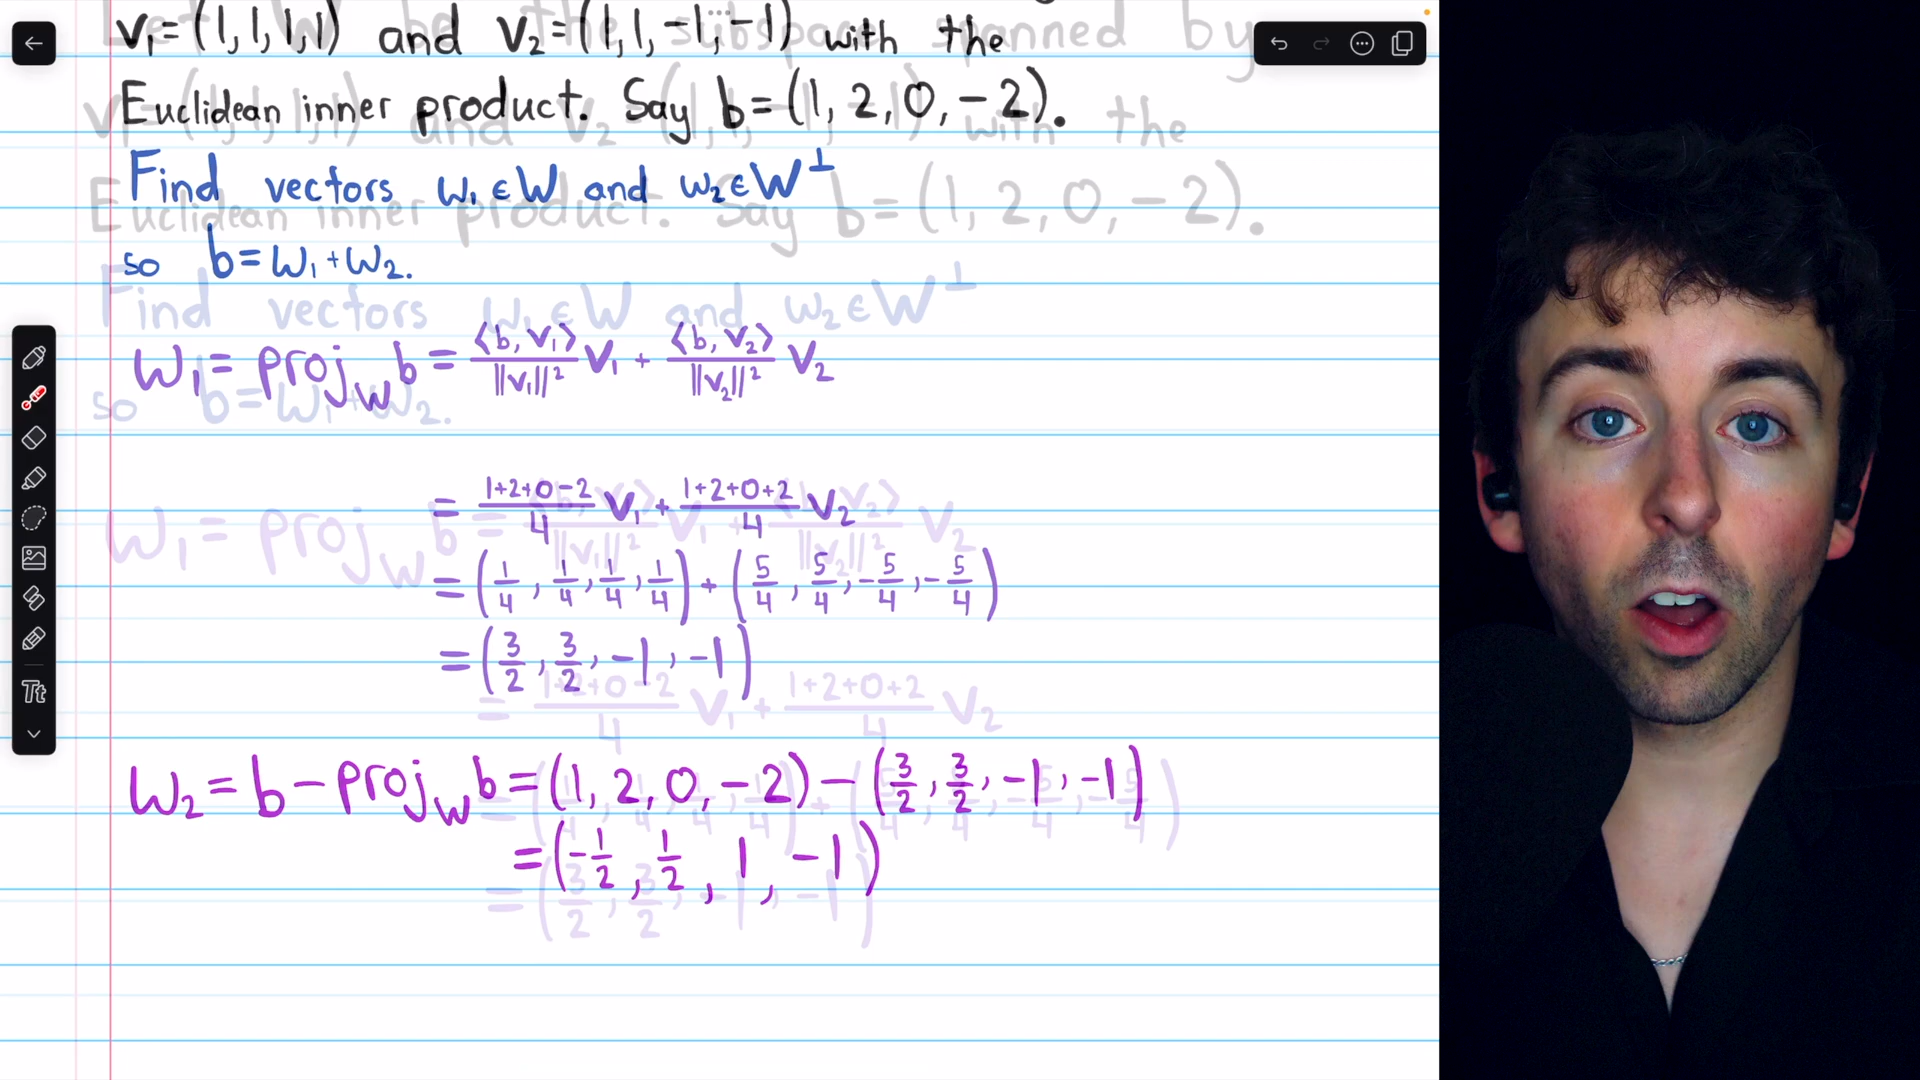 v₁=(1,1,1,1) and v₂=(1,1,-1,-1) with the
Euclidean inner product. Say b=(1, 2, 0, -2).
Find vectors w₁∈W and w₂∈W⊥
so b=w₁+w₂.
w₁ = proj_W b = <b, v₁>/||v₁||² v₁ + <b, v₂>/||v₂||² v₂
= (1+2+0-2)/4 v₁ + (1+2+0+2)/4 v₂
= (1/4, 1/4, 1/4, 1/4) + (5/4, 5/4, -5/4, -5/4)
= (3/2, 3/2, -1, -1)
w₂ = b - proj_W b = (1, 2, 0, -2) - (3/2, 3/2, -1, -1)
= (-1/2, 1/2, 1, -1)
Tt